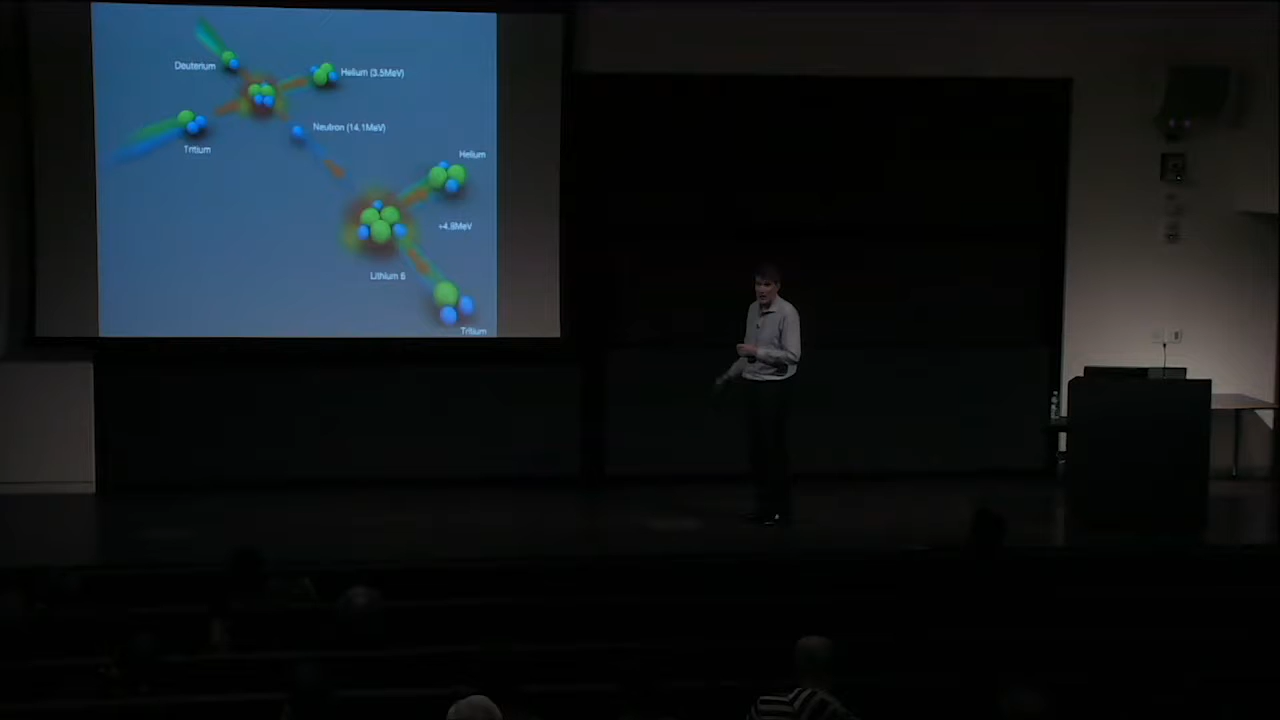 Deuterium
Helium (3.5MeV)
Neutron (14.1MeV)
Tritium
Helium
+4.8MeV
Lithium 6
Tritium